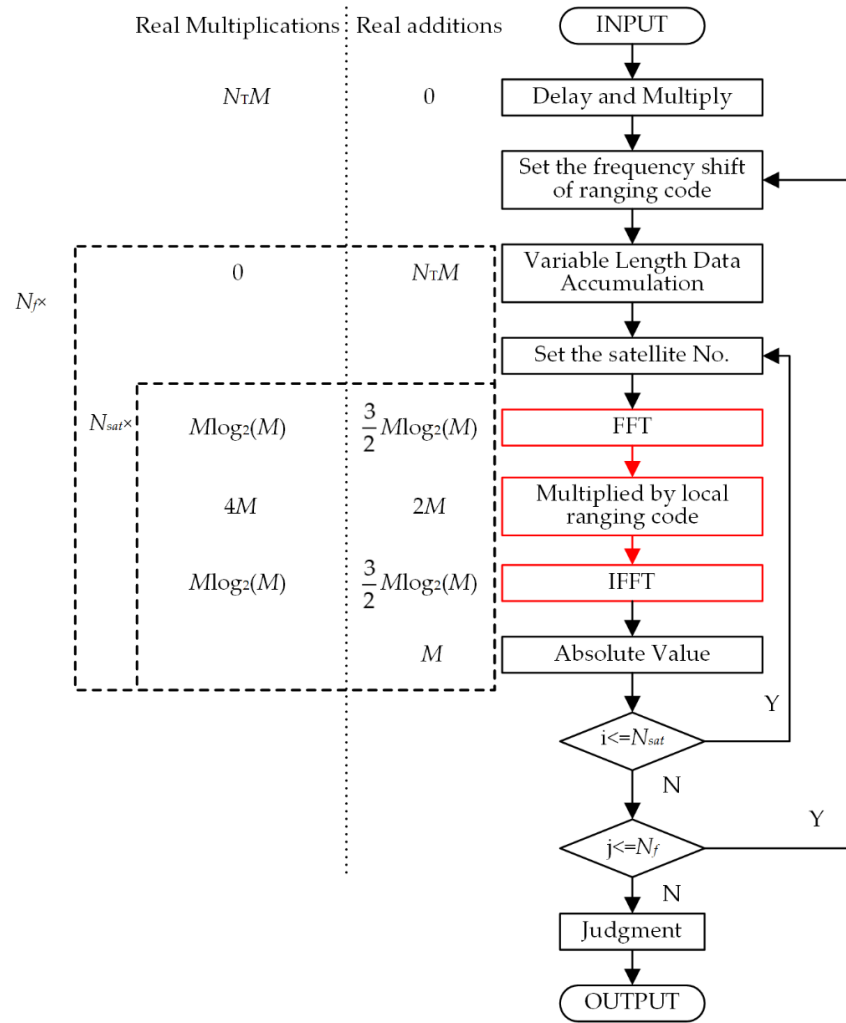 Real Multiplications Real additions
INPUT
NTM 0
Delay and Multiply
Set the frequency shift
of ranging code
Nf×
0 NTM
Variable Length Data
Accumulation
Set the satellite No.
Nsat×
Mlog2(M) 3/2 Mlog2(M)
FFT
4M 2M
Multiplied by local
ranging code
Mlog2(M) 3/2 Mlog2(M)
IFFT
M
Absolute Value
Y
i<=Nsat
N
Y
j<=Nf
N
Judgment
OUTPUT